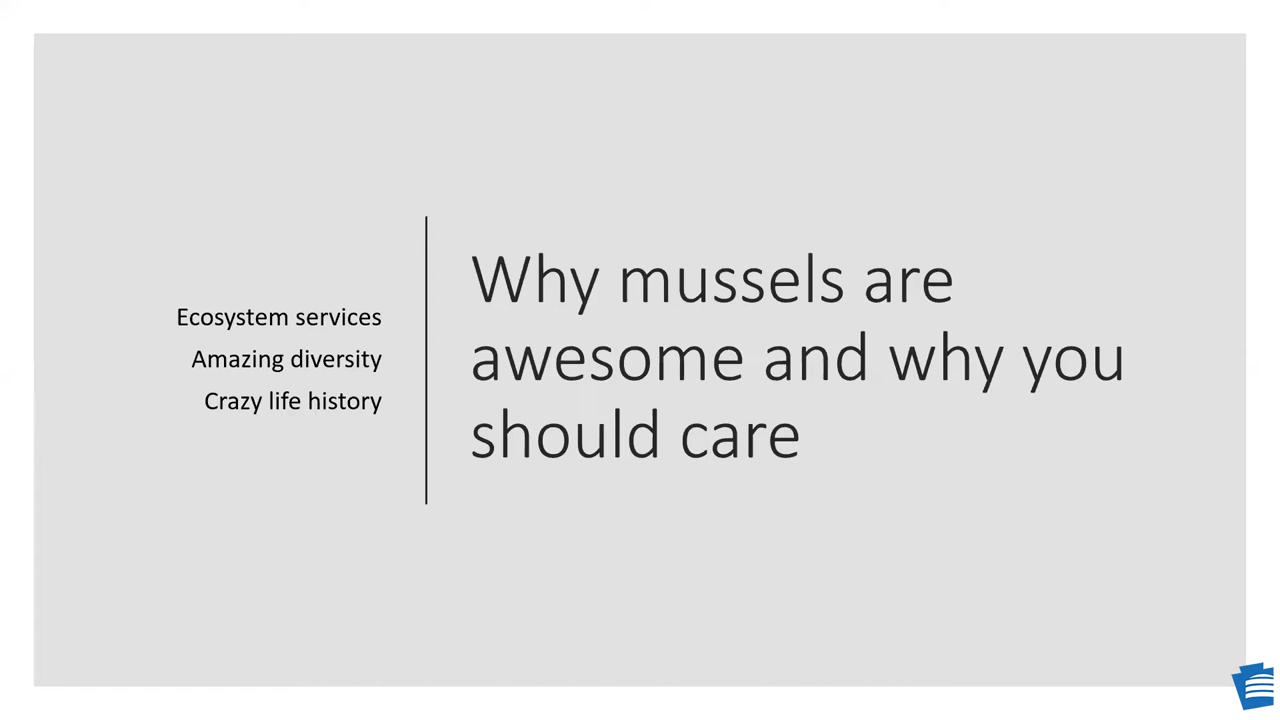 Ecosystem services
Amazing diversity
Crazy life history
Why mussels are
awesome and why you
should care